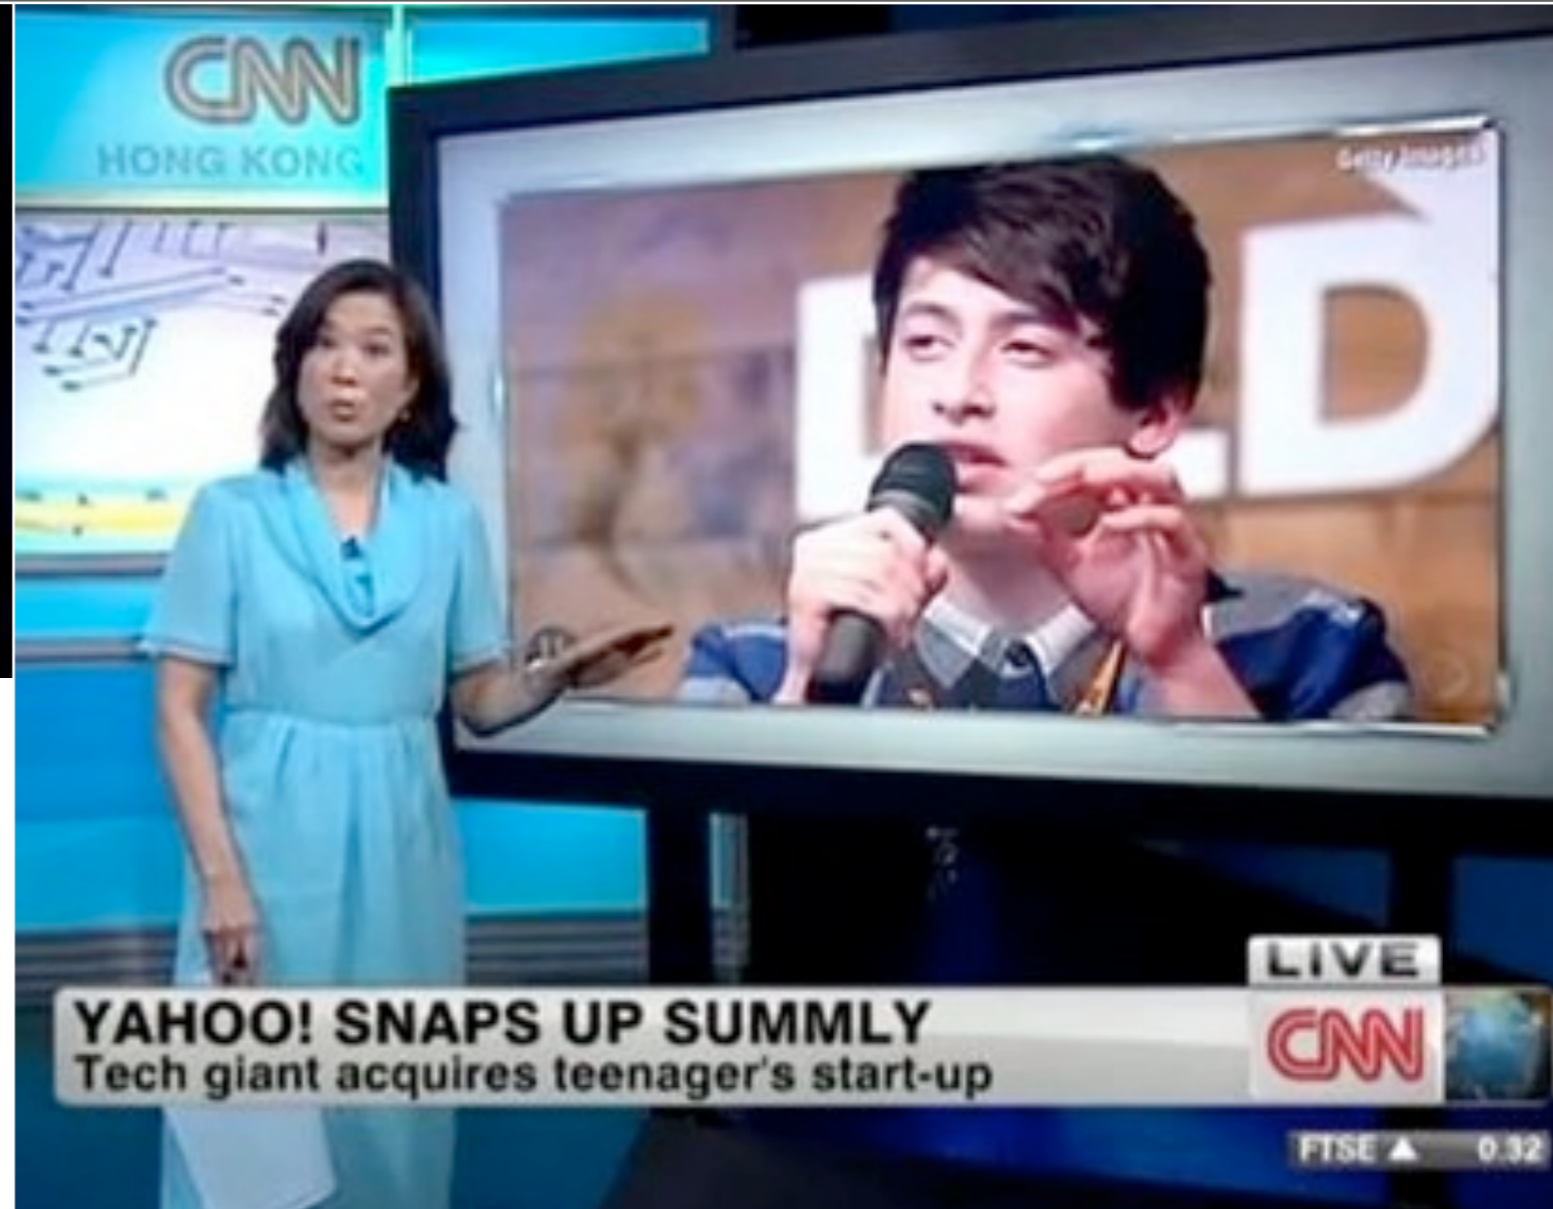 CNN
HONG KONG
Getty Images
D
LIVE
YAHOO! SNAPS UP SUMMLY
Tech giant acquires teenager's start-up
CNN
FTSE ▲ 0.32